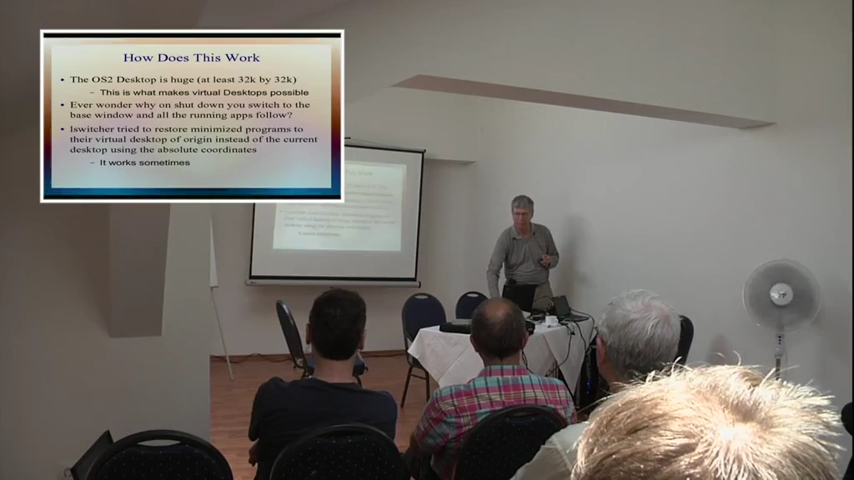 How Does This Work
• The OS2 Desktop is huge (at least 32k by 32k)
– This is what makes virtual Desktops possible
• Ever wonder why on shut down you switch to the
base window and all the running apps follow?
• Iswitcher tried to restore minimized programs to
their virtual desktop of origin instead of the current
desktop using the absolute coordinates
– It works sometimes